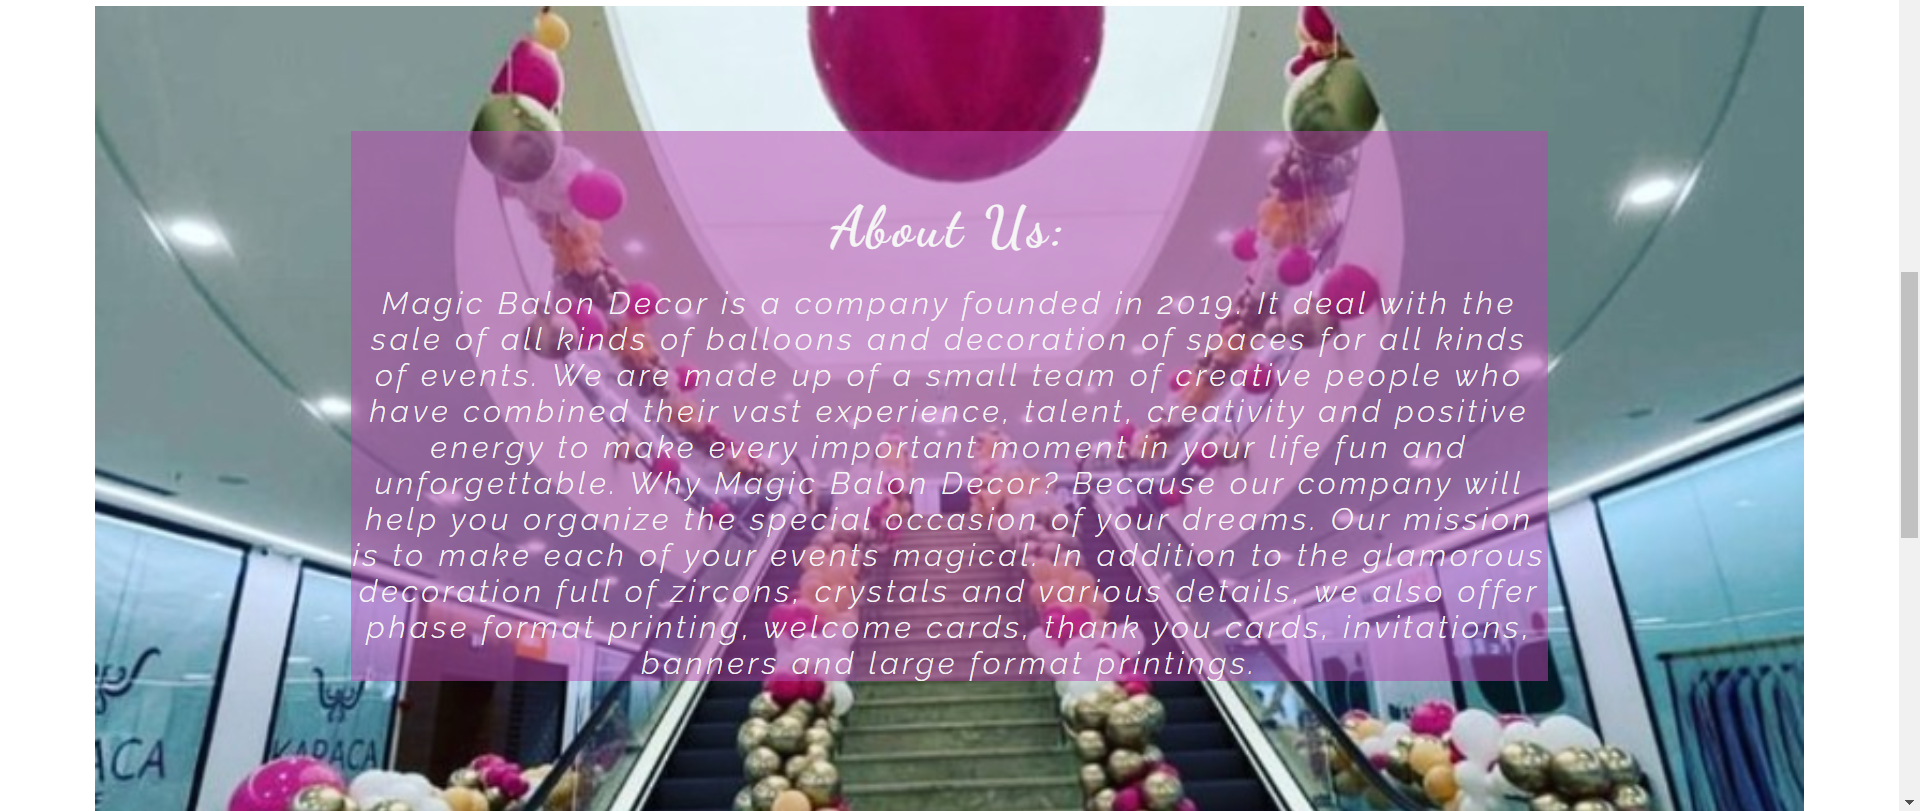 About Us:
Magic Balon Decor is a company founded in 2019. It deal with the
sale of all kinds of balloons and decoration of spaces for all kinds
of events. We are made up of a small team of creative people who
have combined their vast experience, talent, creativity and positive
energy to make every important moment in your life fun and
unforgettable. Why Magic Balon Decor? Because our company will
help you organize the special occasion of your dreams. Our mission
is to make each of your events magical. In addition to the glamorous
decoration full of zircons, crystals and various details, we also offer
phase format printing, welcome cards, thank you cards, invitations,
banners and large format printings.
ACA
KARACA